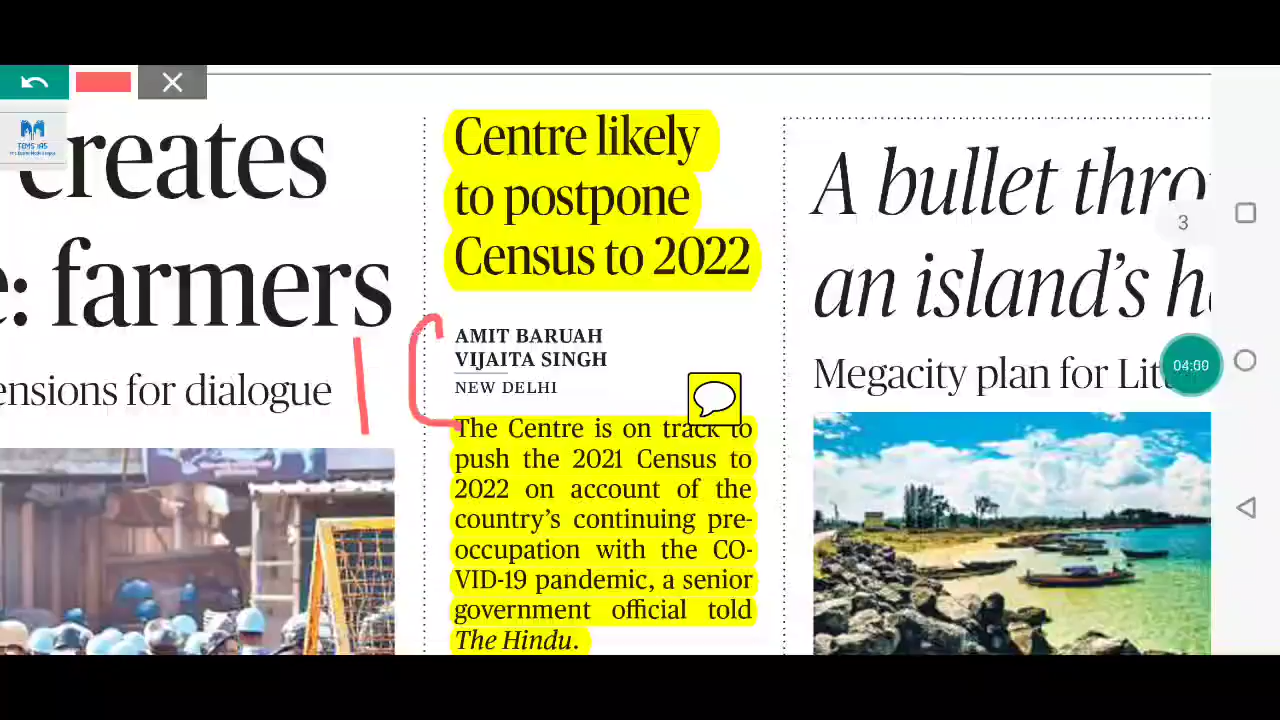 creates
e: farmers
ensions for dialogue
Centre likely
to postpone
Census to 2022
AMIT BARUAH
VIJAITA SINGH
NEW DELHI
The Centre is on track to
push the 2021 Census to
2022 on account of the
country's continuing pre-
occupation with the CO-
VID-19 pandemic, a senior
government official told
The Hindu.
A bullet thro
an island's h
Megacity plan for Lit
3
04:00